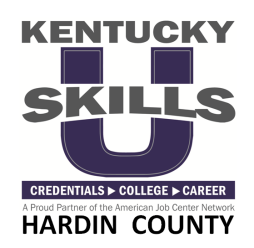 KENTUCKY
SKILLS
U
CREDENTIALS ▶ COLLEGE ▶ CAREER
A Proud Partner of the American Job Center Network
HARDIN COUNTY